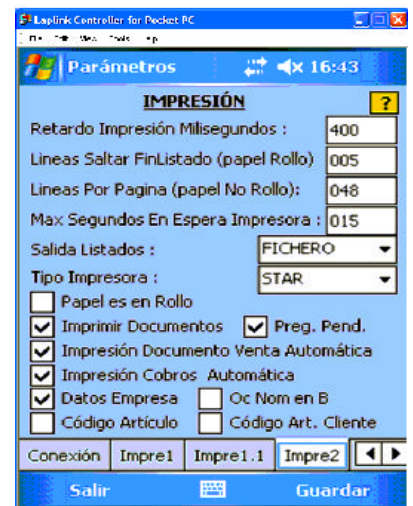 Laplink Controller for Pocket PC
Parámetros 16:43
IMPRESIÓN ?
Retardo Impresión Milisegundos : 400
Lineas Saltar FinListado (papel Rollo) 005
Lineas Por Pagina (papel No Rollo): 048
Max Segundos En Espera Impresora : 015
Salida Listados : FICHERO
Tipo Impresora : STAR
Papel es en Rollo
Imprimir Documentos Preg. Pend.
Impresión Documento Venta Automática
Impresión Cobros Automática
Datos Empresa Oc Nom en B
Código Artículo Código Art. Cliente
Conexión Impre1 Impre1.1 Impre2
Salir Guardar